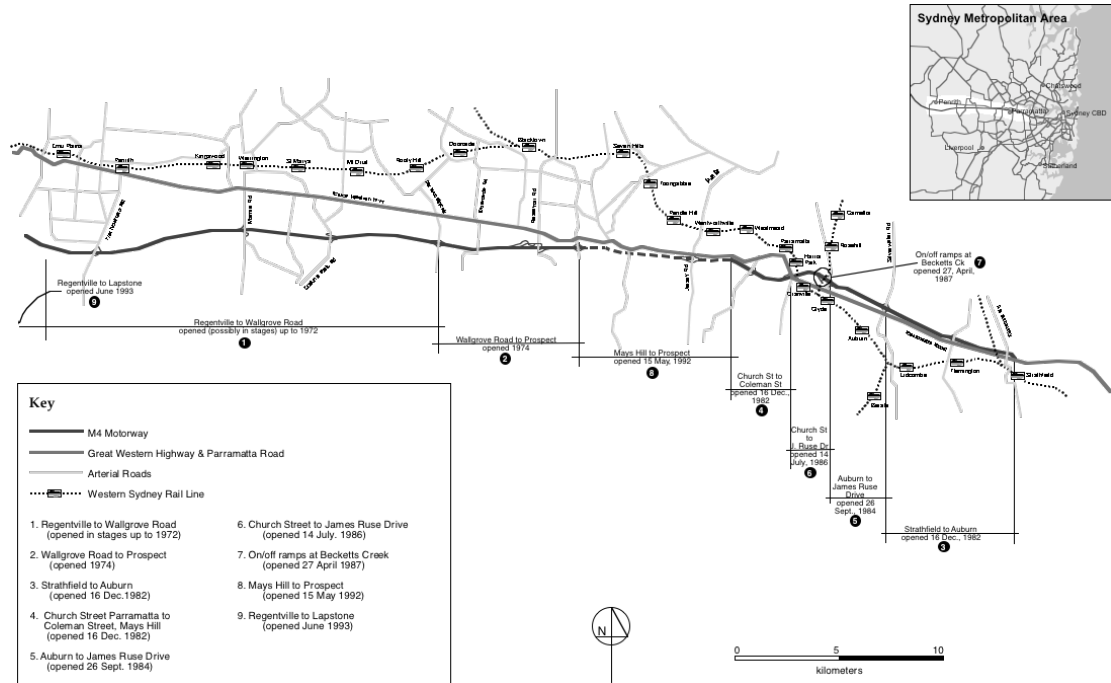 Sydney Metropolitan Area
Chatswood
Penrith
Parramatta
Sydney CBD
Liverpool
Sutherland
Emu Plains
Penrith
Kingswood
Werrington
St Marys
Mt Druitt
Rooty Hill
Doonside
Blacktown
Seven Hills
Toongabbie
Pendle Hill
Wentworthville
Westmead
Parramatta
Harris
Park
Camellia
Rosehill
Granville
Clyde
Auburn
Lidcombe
Flemington
Strathfield
Parramatta Road
On/off ramps at
Becketts Ck
opened 27, April,
1987
7
Regentville to Lapstone
opened June 1993
9
Regentville to Wallgrove Road
opened (possibly in stages) up to 1972
1
Wallgrove Road to Prospect
opened 1974
2
Mays Hill to Prospect
opened 15 May, 1992
8
Church St to
Coleman St
opened 16 Dec.,
1982
4
Church St
to
J. Ruse Dr
opened 14
July, 1986
6
Auburn to
James Ruse
Drive
opened 26
Sept., 1984
5
Strathfield to Auburn
opened 16 Dec., 1982
3
Key
M4 Motorway
Great Western Highway & Parramatta Road
Arterial Roads
Western Sydney Rail Line
1. Regentville to Wallgrove Road
(opened in stages up to 1972)
2. Wallgrove Road to Prospect
(opened 1974)
3. Strathfield to Auburn
(opened 16 Dec.1982)
4. Church Street Parramatta to
Coleman Street, Mays Hill
(opened 16 Dec. 1982)
5. Auburn to James Ruse Drive
(opened 26 Sept. 1984)
6. Church Street to James Ruse Drive
(opened 14 July. 1986)
7. On/off ramps at Becketts Creek
(opened 27 April 1987)
8. Mays Hill to Prospect
(opened 15 May 1992)
9. Regentville to Lapstone
(opened June 1993)
N
0 5 10
kilometers